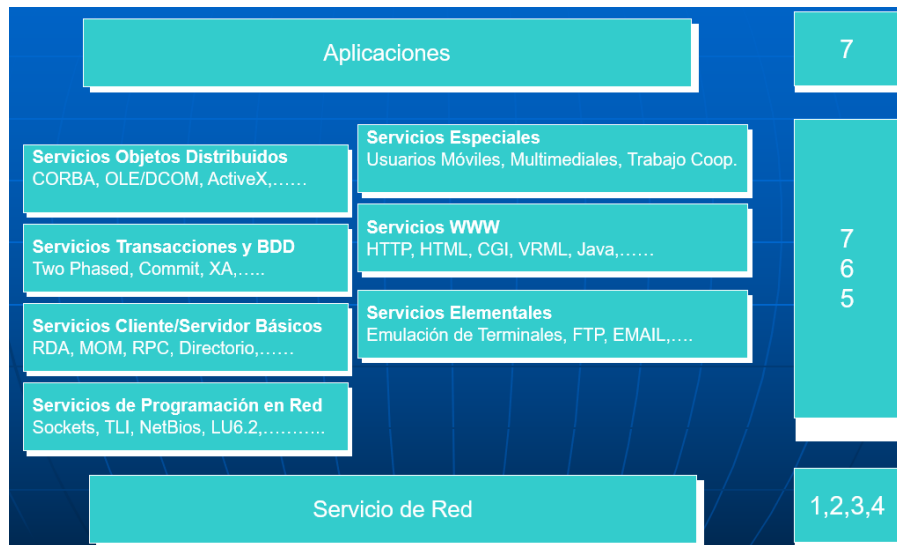 Aplicaciones
7
Servicios Objetos Distribuidos
CORBA, OLE/DCOM, ActiveX,……
Servicios Transacciones y BDD
Two Phased, Commit, XA,…..
Servicios Cliente/Servidor Básicos
RDA, MOM, RPC, Directorio,……
Servicios de Programación en Red
Sockets, TLI, NetBios, LU6.2,………..
Servicios Especiales
Usuarios Móviles, Multimediales, Trabajo Coop.
Servicios WWW
HTTP, HTML, CGI, VRML, Java,……
Servicios Elementales
Emulación de Terminales, FTP, EMAIL,….
7
6
5
Servicio de Red
1,2,3,4